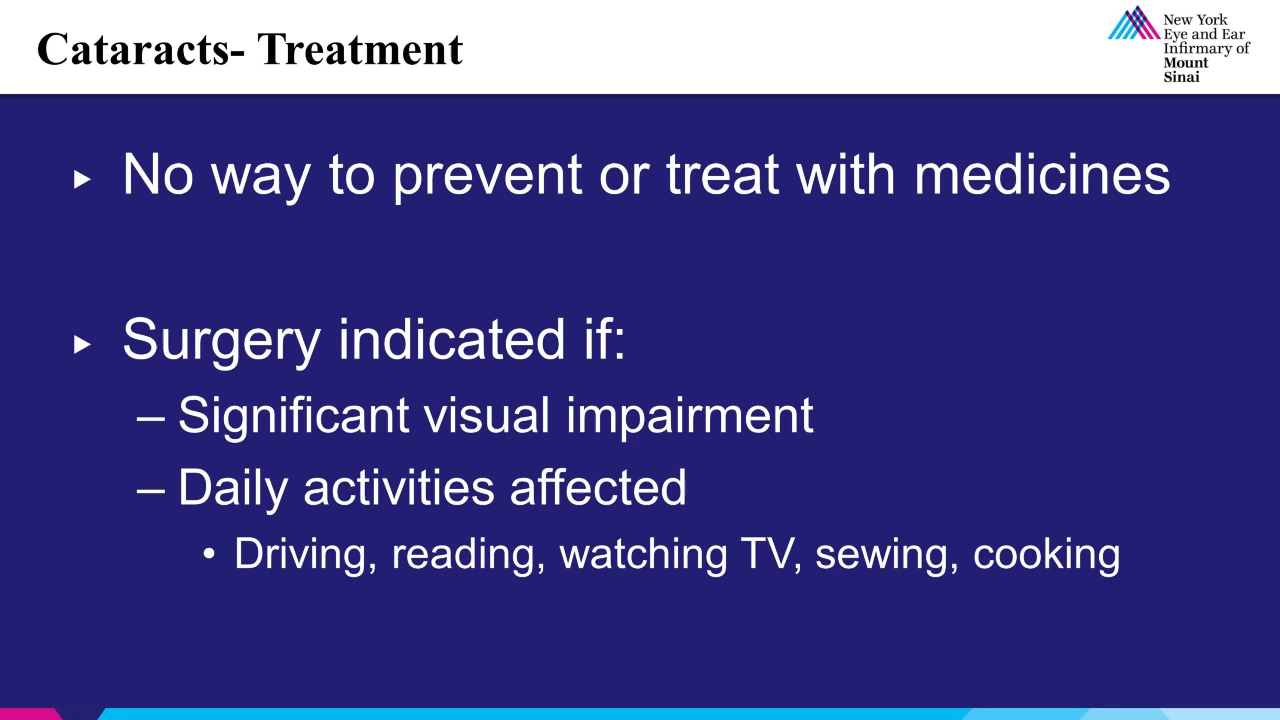 Cataracts- Treatment
New York
Eye and Ear
Infirmary of
Mount
Sinai
▸ No way to prevent or treat with medicines
▸ Surgery indicated if:
– Significant visual impairment
– Daily activities affected
• Driving, reading, watching TV, sewing, cooking